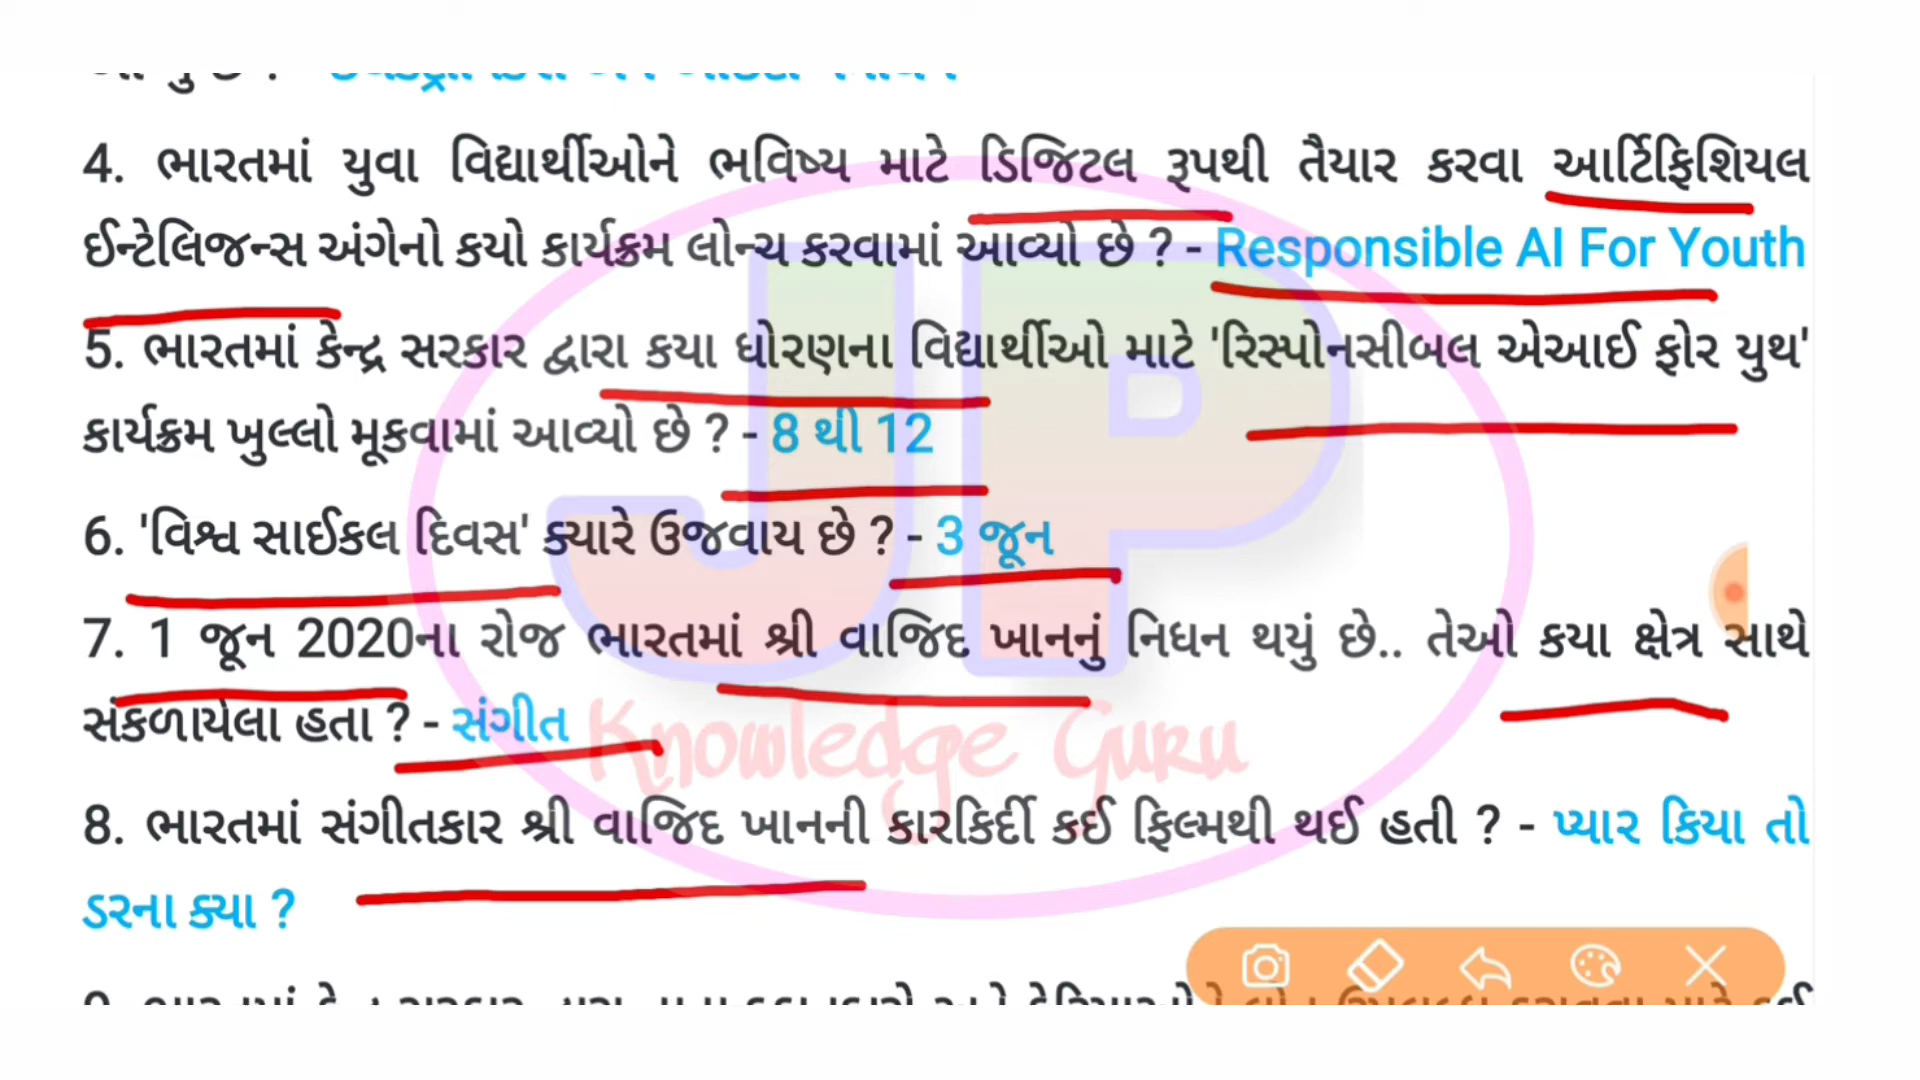 4. ભારતમાં યુવા વિદ્યાર્થીઓને ભવિષ્ય માટે ડિજિટલ રૂપથી તૈયાર કરવા આર્ટિફિશિયલ
ઈન્ટેલિજન્સ અંગેનો કયો કાર્યક્રમ લોન્ચ કરવામાં આવ્યો છે ? - Responsible AI For Youth
5. ભારતમાં કેન્દ્ર સરકાર દ્વારા કયા ધોરણના વિદ્યાર્થીઓ માટે 'રિસ્પોનસીબલ એઆઈ ફોર યુથ'
કાર્યક્રમ ખુલ્લો મૂકવામાં આવ્યો છે ? - 8 થી 12
6. 'વિશ્વ સાઈકલ દિવસ' ક્યારે ઉજવાય છે ? - 3 જૂન
7. 1 જૂન 2020ના રોજ ભારતમાં શ્રી વાજિદ ખાનનું નિધન થયું છે.. તેઓ કયા ક્ષેત્ર સાથે
સંકળાયેલા હતા ? - સંગીત
JP
Knowledge Guru
8. ભારતમાં સંગીતકાર શ્રી વાજિદ ખાનની કારકિર્દી કઈ ફિલ્મથી થઈ હતી ? - પ્યાર કિયા તો
ડરના ક્યા ?